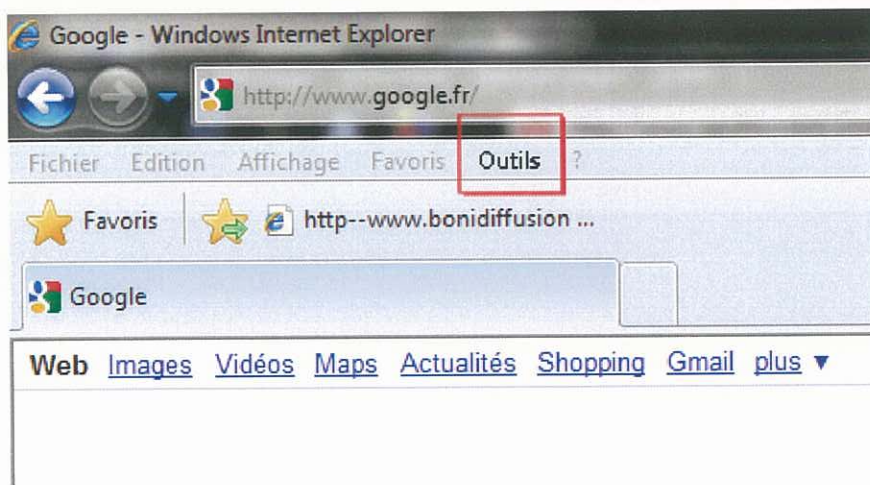 Google - Windows Internet Explorer
http://www.google.fr/
Fichier Edition Affichage Favoris Outils ?
Favoris http--www.bonidiffusion ...
Google
Web Images Vidéos Maps Actualités Shopping Gmail plus ▼